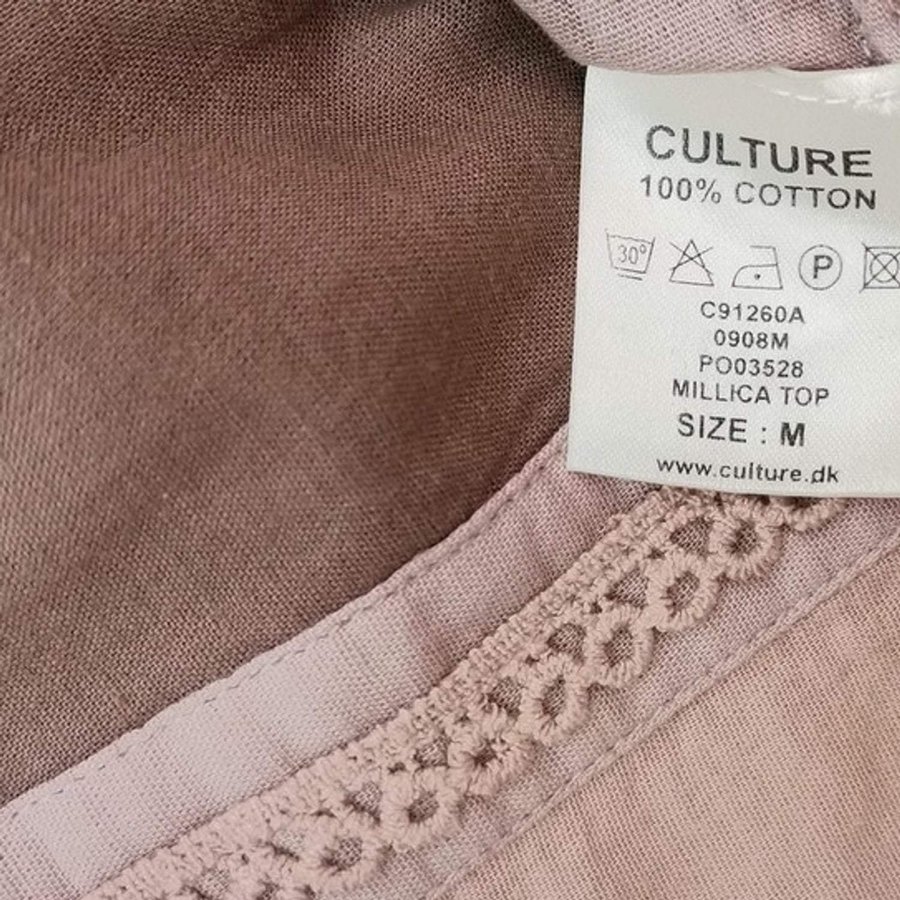 CULTURE
100% COTTON
30°
P
C91260A
0908M
PO03528
MILLICA TOP
SIZE : M
www.culture.dk